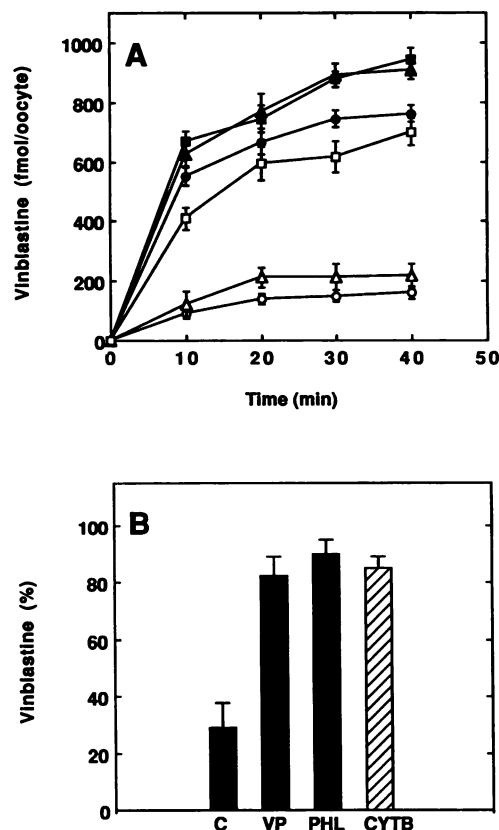 A
1000
800
600
400
200
0
0 10 20 30 40 50
Vinblastine (fmol/oocyte)
Time (min)
B
100
80
60
40
20
0
Vinblastine (%)
C VP PHL CYTB